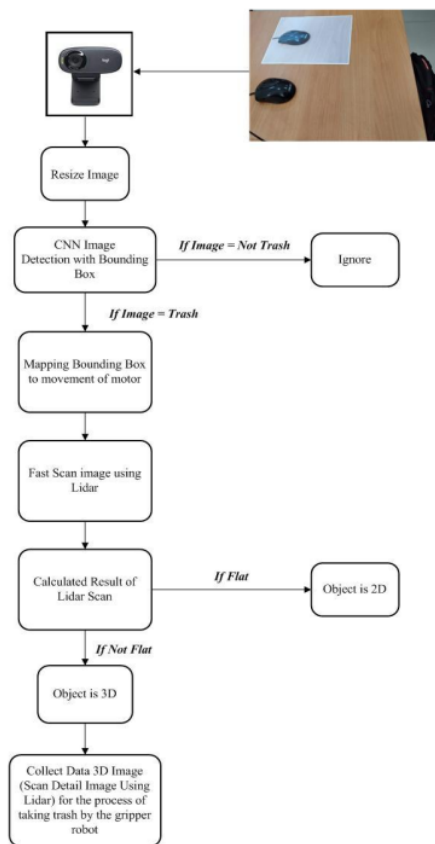 Resize Image
CNN Image
Detection with Bounding
Box
If Image = Not Trash
Ignore
If Image = Trash
Mapping Bounding Box
to movement of motor
Fast Scan image using
Lidar
Calculated Result of
Lidar Scan
If Flat
Object is 2D
If Not Flat
Object is 3D
Collect Data 3D Image
(Scan Detail Image Using
Lidar) for the process of
taking trash by the gripper
robot